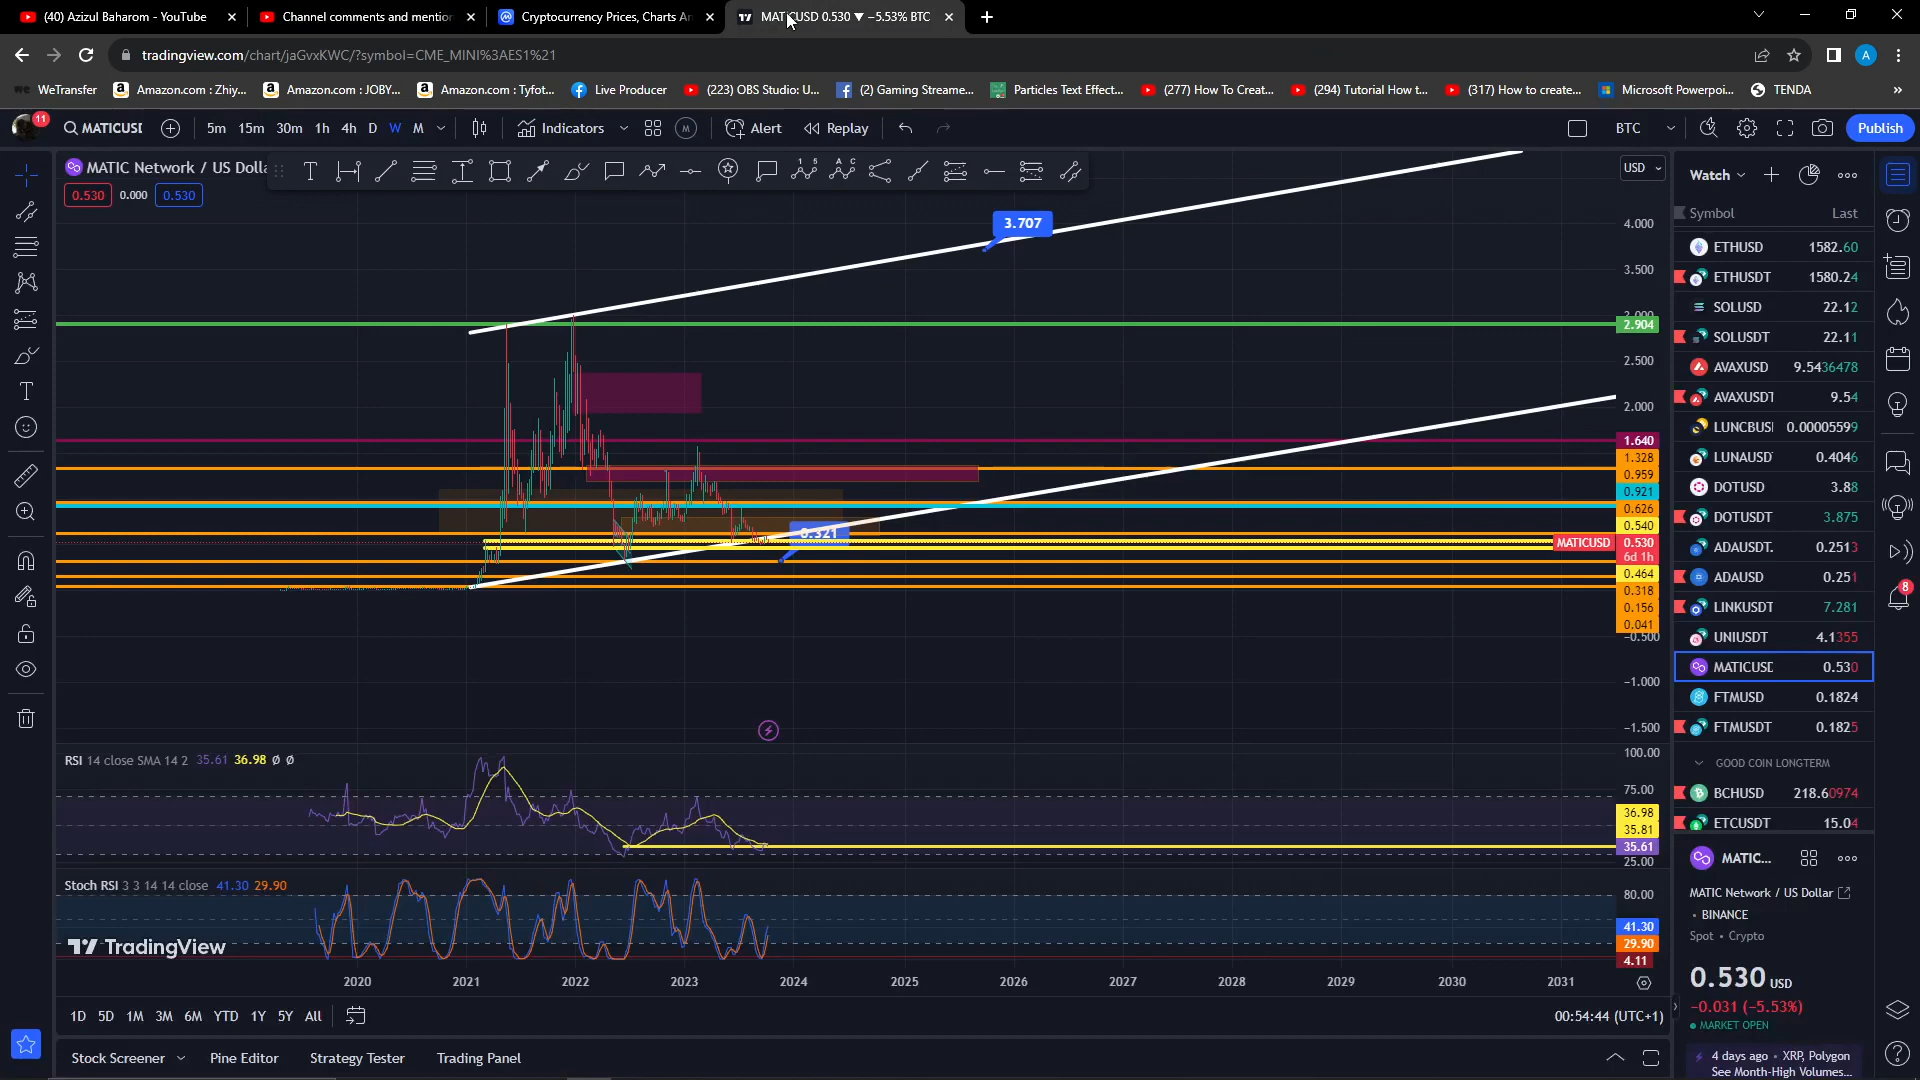 (40) Azizul Baharom - YouTube
Channel comments and mention
Cryptocurrency Prices, Charts An
MATICUSD 0.530 ▼ −5.53% BTC
tradingview.com/chart/jaGvxKWC/?symbol=CME_MINI%3AES1%21
A
WeTransfer
Amazon.com : Zhiy...
Amazon.com : JOBY...
Amazon.com : Tyfot...
Live Producer
(223) OBS Studio: U...
(2) Gaming Streame...
Particles Text Effect...
(277) How To Creat...
(294) Tutorial How t...
(317) How to create...
Microsoft Powerpoi...
TENDA
»
11
MATICUSI
5m 15m 30m 1h 4h D W M
Indicators
M
Alert
Replay
BTC
Publish
MATIC Network / US Dolla
0.530 0.000 0.530
USD
3.707
0.321
4.000
3.500
3.000
2.904
2.500
2.000
1.640
1.328
0.959
0.921
0.626
0.540
MATICUSD 0.530
6d 1h
0.464
0.318
0.156
0.041
−0.500
−1.000
−1.500
RSI 14 close SMA 14 2 35.61 36.98 Ø Ø
100.00
75.00
36.98
35.81
35.61
25.00
Stoch RSI 3 3 14 14 close 41.30 29.90
80.00
41.30
29.90
4.11
TradingView
2020 2021 2022 2023 2024 2025 2026 2027 2028 2029 2030 2031
1D 5D 1M 3M 6M YTD 1Y 5Y All
00:54:44 (UTC+1)
Stock Screener
Pine Editor
Strategy Tester
Trading Panel
Watch
Symbol Last
ETHUSD 1582.60
ETHUSDT 1580.24
SOLUSD 22.12
SOLUSDT 22.11
AVAXUSD 9.5436478
AVAXUSDT 9.54
LUNCBUSI 0.00005599
LUNAUSD 0.4046
DOTUSD 3.88
DOTUSDT 3.875
ADAUSDT. 0.2513
ADAUSD 0.251
LINKUSDT 7.281
UNIUSDT 4.1355
MATICUSD 0.530
FTMUSD 0.1824
FTMUSDT 0.1825
GOOD COIN LONGTERM
BCHUSD 218.60974
ETCUSDT 15.04
8
MATIC...
MATIC Network / US Dollar
• BINANCE
Spot • Crypto
0.530 USD
−0.031 (−5.53%)
● MARKET OPEN
4 days ago • XRP, Polygon
See Month-High Volumes...